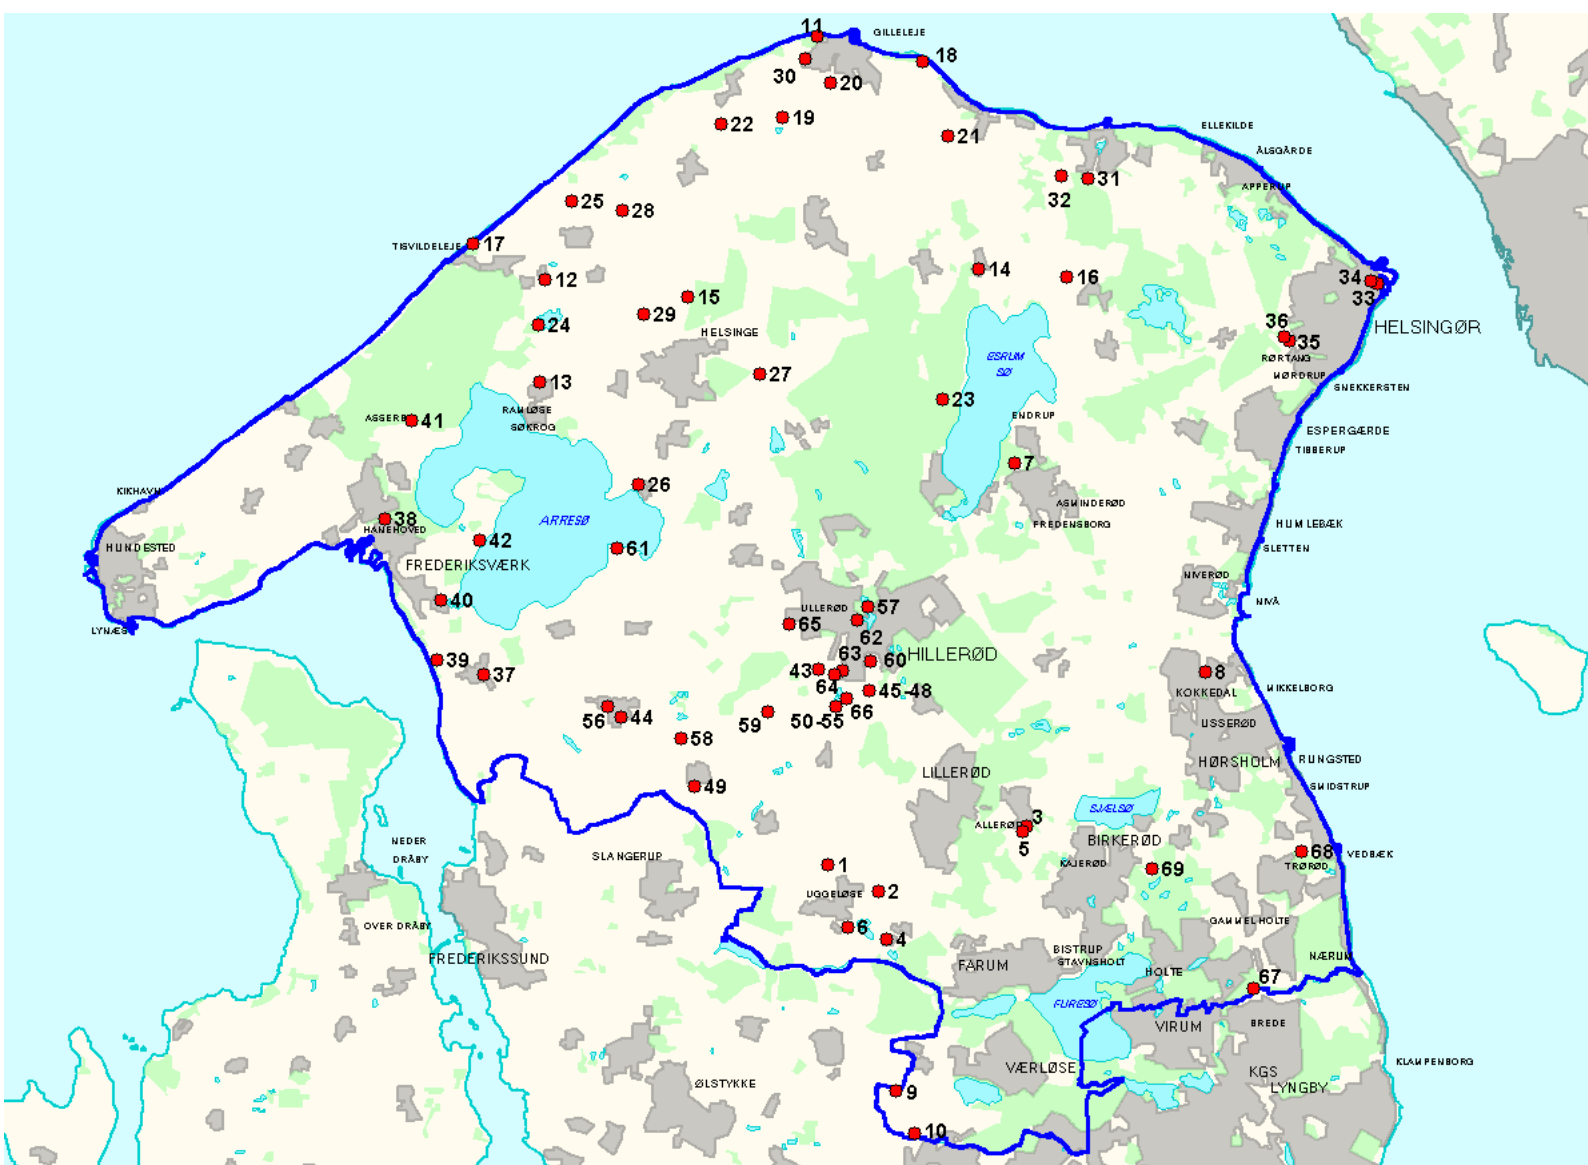 11
GILLELEJE
18
30
20
19
22
21
ELLEKILDE
ÅLSGÅRDE
APPERUP
31
32
25
28
TISVILDELEJE
17
12
14
16
34
33
15
29
24
HELSINGE
HELSINGØR
36
35
RØRTANG
MØRDRUP
SNEKKERSTEN
ESRUM
SØ
27
13
RAMLØSE
SØKROG
23
ENDRUP
41
ESPERGÆRDE
TIBBERUP
7
26
ASMINDERØD
FREDENSBORG
KIKHAVN
38
HANEHOVED
ARRESØ
HUMLEBÆK
SLETTEN
HUNDESTED
42
61
FREDERIKSVÆRK
NIVERØD
NIVÅ
40
ULLERØD
57
62
65
LYNÆS
39
37
63
43
64
60
HILLERØD
45-48
66
50-55
59
8
KOKKEDAL
MIKKELBORG
USSERØD
56
44
58
HØRSHOLM
RUNGSTED
SMIDSTRUP
49
LILLERØD
SJÆLSØ
3
ALLERØD
5
BIRKERØD
KAJERØD
NEDER
DRÅBY
SLANGERUP
1
68
VEDBÆK
TRØRØD
69
UGGELØSE
2
6
4
GAMMEL HOLTE
OVER DRÅBY
FREDERIKSSUND
BISTRUP
STAVNSHOLT
FARUM
HOLTE
NÆRUM
67
FURESØ
VIRUM
BREDE
VÆRLØSE
KGS
LYNGBY
KLAMPENBORG
ØLSTYKKE
9
10